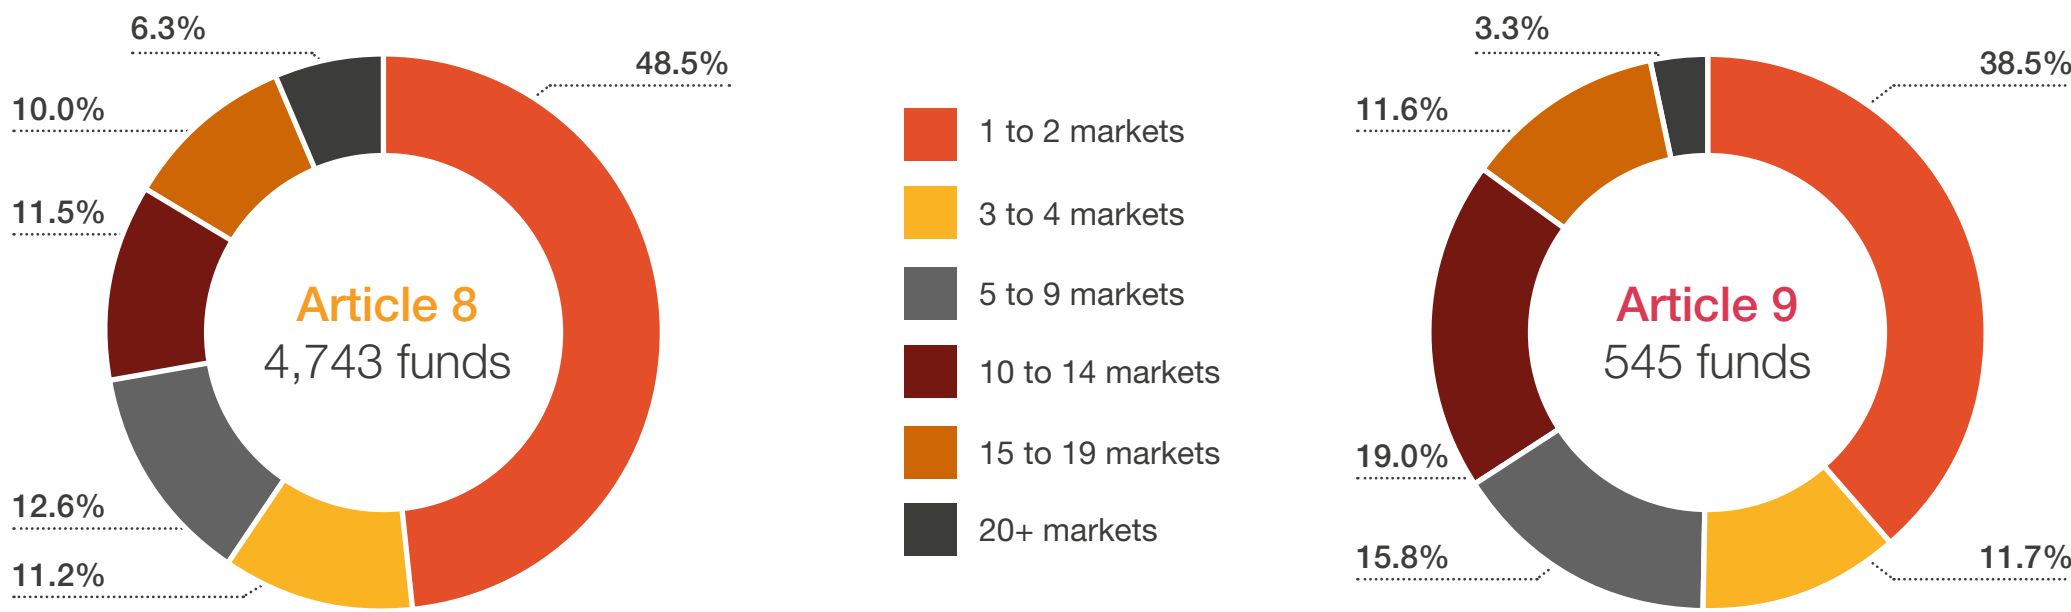 6.3%
48.5%
10.0%
11.5%
Article 8
4,743 funds
12.6%
11.2%
1 to 2 markets
3 to 4 markets
5 to 9 markets
10 to 14 markets
15 to 19 markets
20+ markets
3.3%
38.5%
11.6%
Article 9
545 funds
19.0%
15.8%
11.7%